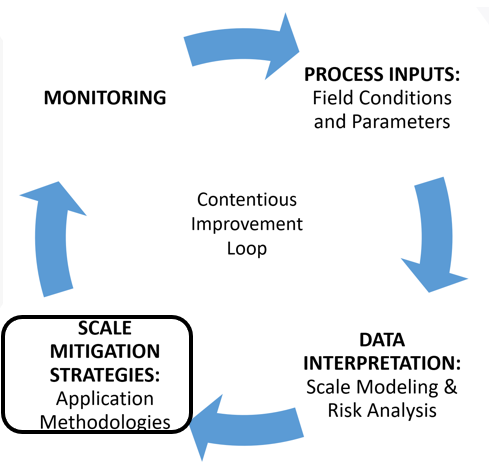 MONITORING
PROCESS INPUTS:
Field Conditions
and Parameters
Contentious
Improvement
Loop
SCALE
MITIGATION
STRATEGIES:
Application
Methodologies
DATA
INTERPRETATION:
Scale Modeling &
Risk Analysis